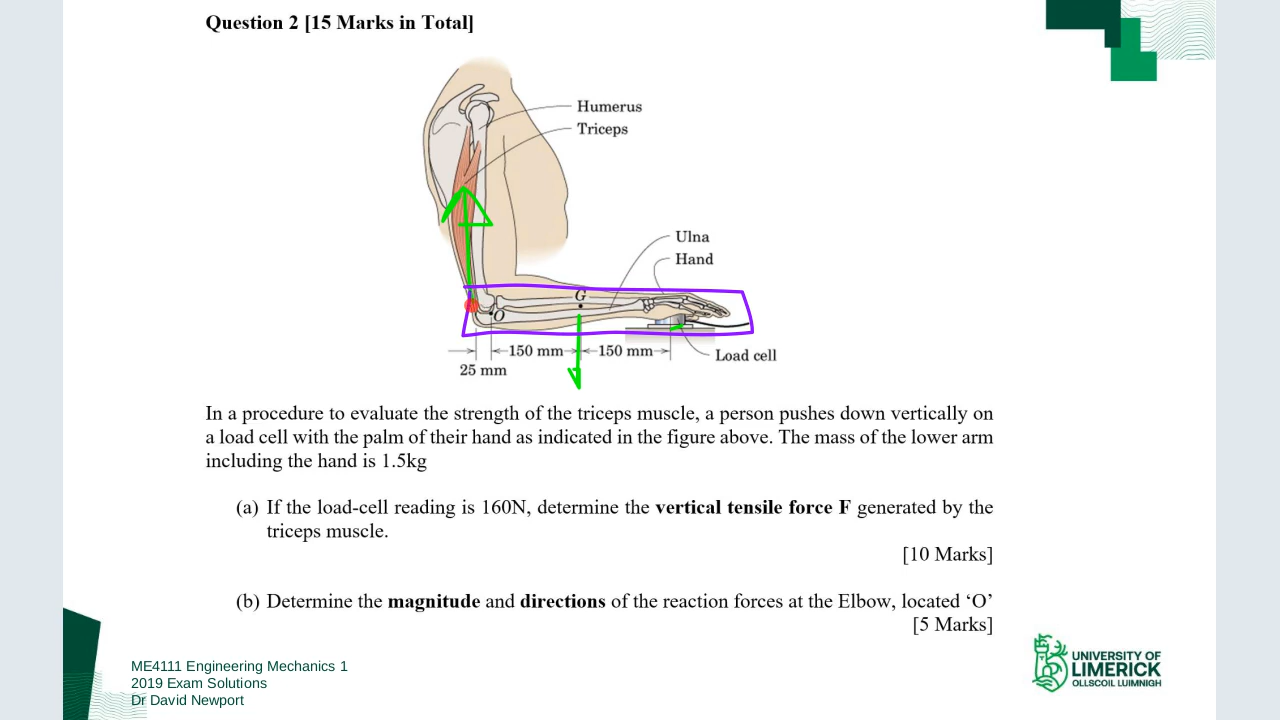 Question 2 [15 Marks in Total]
Humerus
Triceps
Ulna
Hand
G
O
150 mm
150 mm
Load cell
25 mm
In a procedure to evaluate the strength of the triceps muscle, a person pushes down vertically on
a load cell with the palm of their hand as indicated in the figure above. The mass of the lower arm
including the hand is 1.5kg
(a) If the load-cell reading is 160N, determine the vertical tensile force F generated by the
triceps muscle.
[10 Marks]
(b) Determine the magnitude and directions of the reaction forces at the Elbow, located ‘O’
[5 Marks]
ME4111 Engineering Mechanics 1
2019 Exam Solutions
Dr David Newport
UNIVERSITY OF
LIMERICK
OLLSCOIL LUIMNIGH